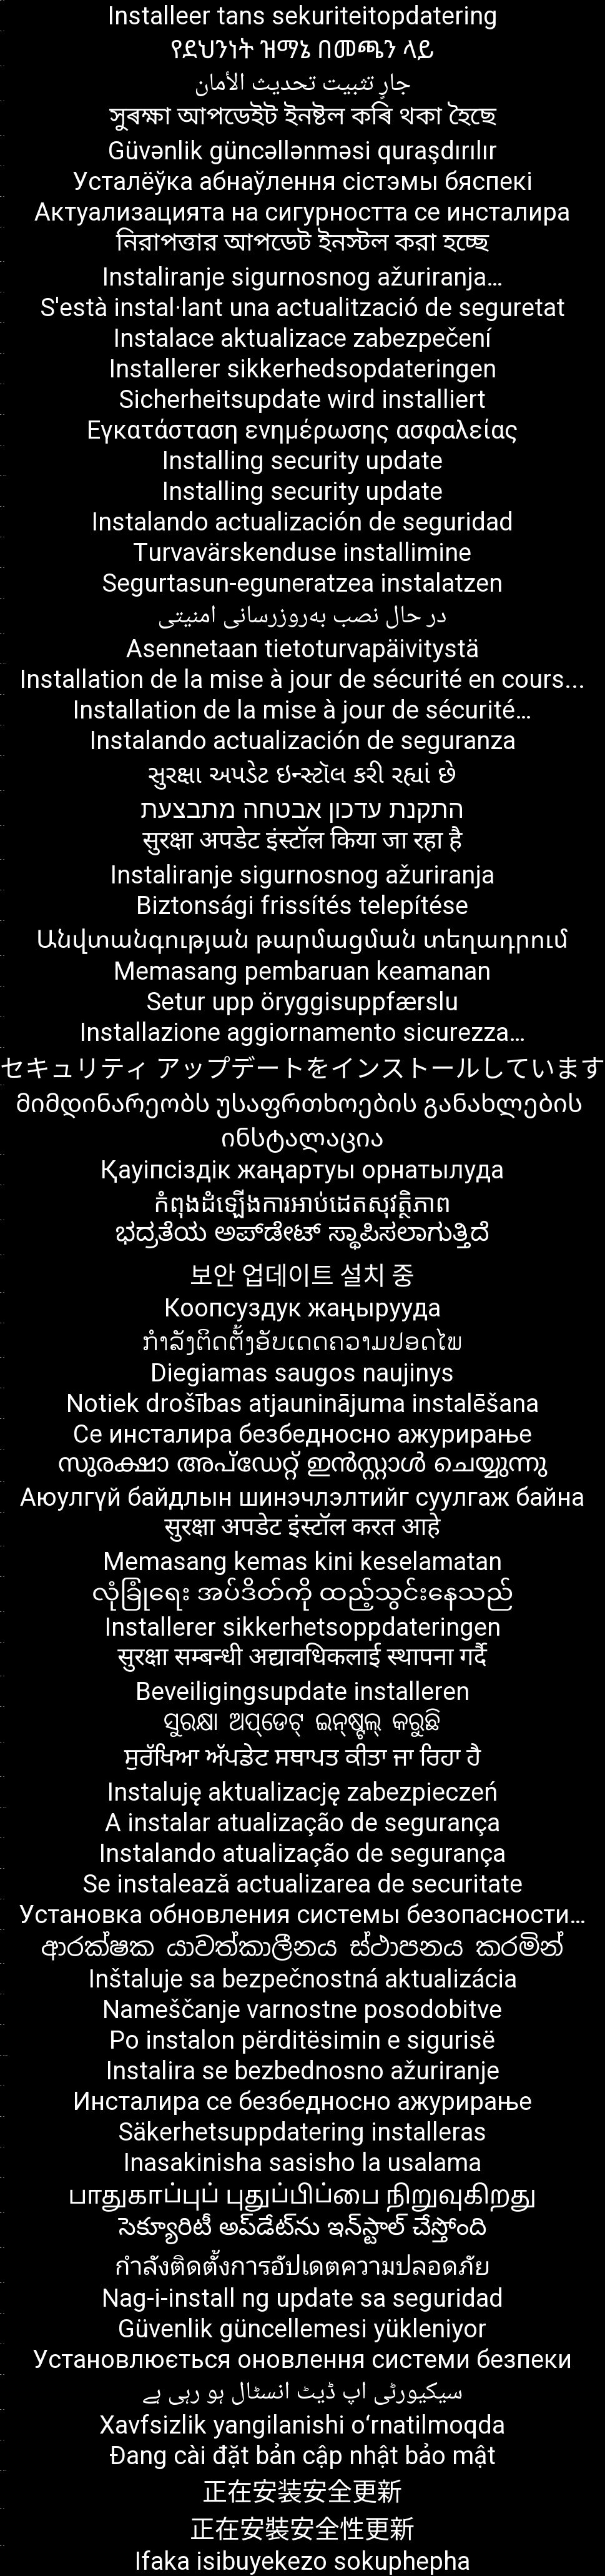 Installeer tans sekuriteitopdatering
የደህንነት ዝማኔ በመጫን ላይ
جارٍ تثبيت تحديث الأمان
সুৰক্ষা আপডেইট ইনষ্টল কৰি থকা হৈছে
Güvənlik güncəllənməsi quraşdırılır
Усталёўка абнаўлення сістэмы бяспекі
Актуализацията на сигурността се инсталира
নিরাপত্তার আপডেট ইনস্টল করা হচ্ছে
Instaliranje sigurnosnog ažuriranja…
S'està instal·lant una actualització de seguretat
Instalace aktualizace zabezpečení
Installerer sikkerhedsopdateringen
Sicherheitsupdate wird installiert
Εγκατάσταση ενημέρωσης ασφαλείας
Installing security update
Installing security update
Instalando actualización de seguridad
Turvavärskenduse installimine
Segurtasun-eguneratzea instalatzen
در حال نصب به‌روزرسانی امنیتی
Asennetaan tietoturvapäivitystä
Installation de la mise à jour de sécurité en cours...
Installation de la mise à jour de sécurité…
Instalando actualización de seguranza
સુરક્ષા અપડેટ ઇન્સ્ટૉલ કરી રહ્યાં છે
התקנת עדכון אבטחה מתבצעת
सुरक्षा अपडेट इंस्टॉल किया जा रहा है
Instaliranje sigurnosnog ažuriranja
Biztonsági frissítés telepítése
Անվտանգության թարմացման տեղադրում
Memasang pembaruan keamanan
Setur upp öryggisuppfærslu
Installazione aggiornamento sicurezza…
セキュリティ アップデートをインストールしています
მიმდინარეობს უსაფრთხოების განახლების
ინსტალაცია
Қауіпсіздік жаңартуы орнатылуда
កំពុងដំឡើងការអាប់ដេតសុវត្ថិភាព
ಭದ್ರತೆಯ ಅಪ್‌ಡೇಟ್‌ ಸ್ಥಾಪಿಸಲಾಗುತ್ತಿದೆ
보안 업데이트 설치 중
Коопсуздук жаңырууда
ກຳລັງຕິດຕັ້ງອັບເດດຄວາມປອດໄພ
Diegiamas saugos naujinys
Notiek drošības atjauninājuma instalēšana
Се инсталира безбедносно ажурирање
സുരക്ഷാ അപ്ഡേറ്റ് ഇൻസ്റ്റാൾ ചെയ്യുന്നു
Аюулгүй байдлын шинэчлэлтийг суулгаж байна
सुरक्षा अपडेट इंस्टॉल करत आहे
Memasang kemas kini keselamatan
လုံခြုံရေး အပ်ဒိတ်ကို ထည့်သွင်းနေသည်
Installerer sikkerhetsoppdateringen
सुरक्षा सम्बन्धी अद्यावधिकलाई स्थापना गर्दै
Beveiligingsupdate installeren
ସୁରକ୍ଷା ଅପ୍‌ଡେଟ୍ ଇନ୍‌ଷ୍ଟଲ୍ କରୁଛି
ਸੁਰੱਖਿਆ ਅੱਪਡੇਟ ਸਥਾਪਤ ਕੀਤਾ ਜਾ ਰਿਹਾ ਹੈ
Instaluję aktualizację zabezpieczeń
A instalar atualização de segurança
Instalando atualização de segurança
Se instalează actualizarea de securitate
Установка обновления системы безопасности…
ආරක්ෂක යාවත්කාලීනය ස්ථාපනය කරමින්
Inštaluje sa bezpečnostná aktualizácia
Nameščanje varnostne posodobitve
Po instalon përditësimin e sigurisë
Instalira se bezbednosno ažuriranje
Инсталира се безбедносно ажурирање
Säkerhetsuppdatering installeras
Inasakinisha sasisho la usalama
பாதுகாப்புப் புதுப்பிப்பை நிறுவுகிறது
సెక్యూరిటీ అప్‌డేట్‌ను ఇన్‌స్టాల్ చేస్తోంది
กำลังติดตั้งการอัปเดตความปลอดภัย
Nag-i-install ng update sa seguridad
Güvenlik güncellemesi yükleniyor
Установлюється оновлення системи безпеки
سیکیورٹی اپ ڈیٹ انسٹال ہو رہی ہے
Xavfsizlik yangilanishi o‘rnatilmoqda
Đang cài đặt bản cập nhật bảo mật
正在安装安全更新
正在安裝安全性更新
Ifaka isibuyekezo sokuphepha